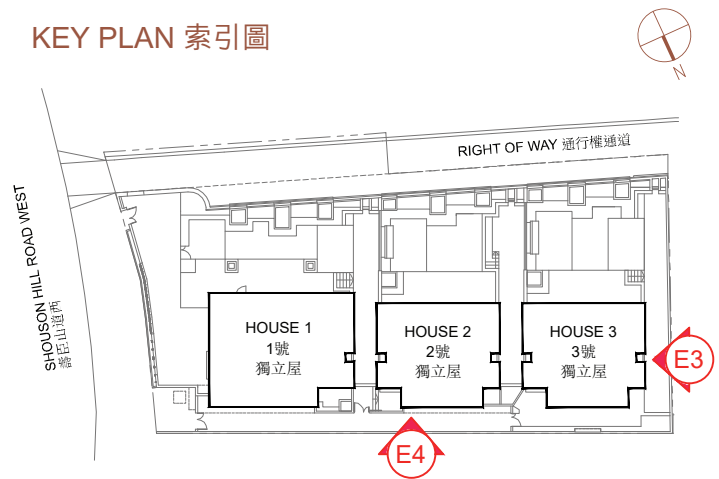 KEY PLAN 索引圖
N
RIGHT OF WAY 通行權通道
SHOUSON HILL ROAD WEST
壽臣山道西
HOUSE 1
1號
獨立屋
HOUSE 2
2號
獨立屋
HOUSE 3
3號
獨立屋
E3
E4